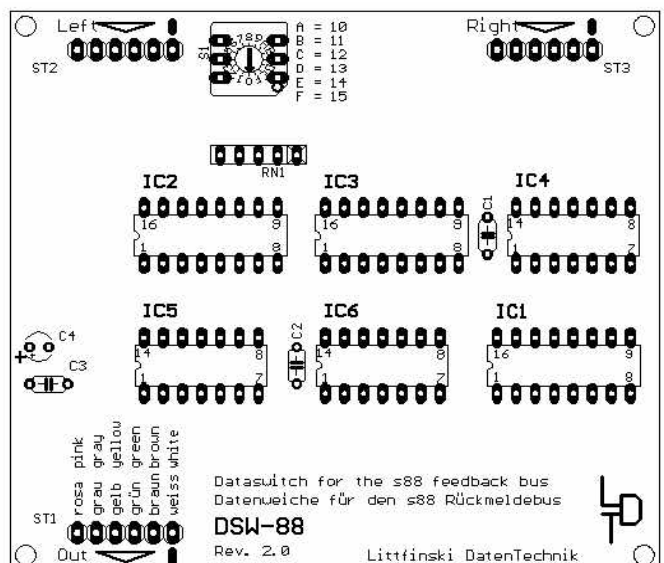 Left
Right
ST2
S1
ST3
A = 10
B = 11
C = 12
D = 13
E = 14
F = 15
RN1
IC2
IC3
IC4
16 9
1 8
16 9
1 8
C1
14 8
1 7
IC5
IC6
IC1
14 8
1 7
C2
14 8
1 7
16 9
1 8
C4
+
C3
rosa pink
grau gray
gelb yellow
grün green
braun brown
weiss white
ST1
Out
Dataswitch for the s88 feedback bus
Datenweiche für den s88 Rückmeldebus
DSW-88
Rev. 2.0
Littfinski DatenTechnik